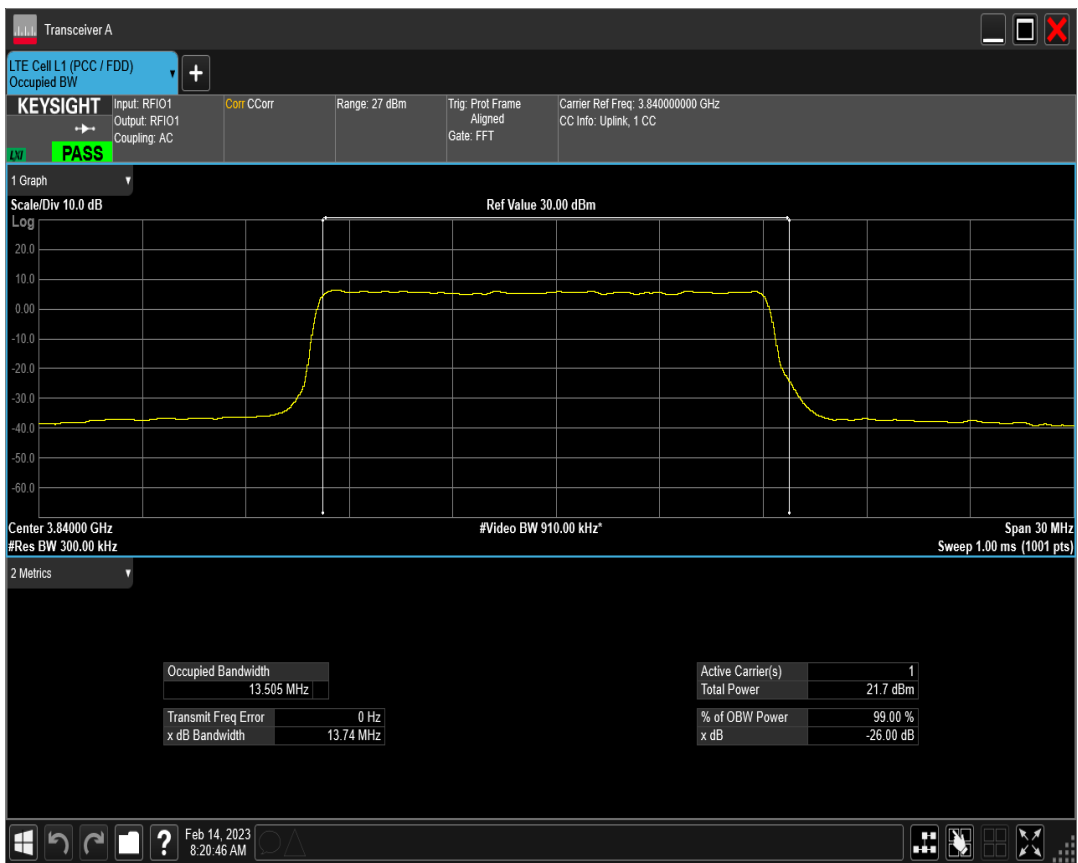 Transceiver A
LTE Cell L1 (PCC / FDD)
Occupied BW
+
KEYSIGHT
LXI
PASS
Input: RFIO1
Output: RFIO1
Coupling: AC
Corr CCorr
Range: 27 dBm
Trig: Prot Frame
Aligned
Gate: FFT
Carrier Ref Freq: 3.840000000 GHz
CC Info: Uplink, 1 CC
1 Graph
Scale/Div 10.0 dB
Ref Value 30.00 dBm
Log
20.0
10.0
0.00
-10.0
-20.0
-30.0
-40.0
-50.0
-60.0
Center 3.84000 GHz
#Video BW 910.00 kHz*
Span 30 MHz
#Res BW 300.00 kHz
Sweep 1.00 ms (1001 pts)
2 Metrics
Occupied Bandwidth
13.505 MHz
Transmit Freq Error 0 Hz
x dB Bandwidth 13.74 MHz
Active Carrier(s) 1
Total Power 21.7 dBm
% of OBW Power 99.00 %
x dB -26.00 dB
?
Feb 14, 2023
8:20:46 AM